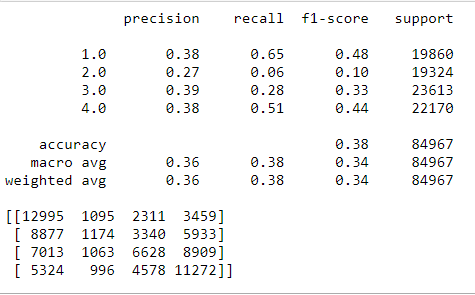 precision recall f1-score support
1.0 0.38 0.65 0.48 19860
2.0 0.27 0.06 0.10 19324
3.0 0.39 0.28 0.33 23613
4.0 0.38 0.51 0.44 22170
accuracy 0.38 84967
macro avg 0.36 0.38 0.34 84967
weighted avg 0.36 0.38 0.34 84967
[[12995 1095 2311 3459]
[ 8877 1174 3340 5933]
[ 7013 1063 6628 8909]
[ 5324 996 4578 11272]]